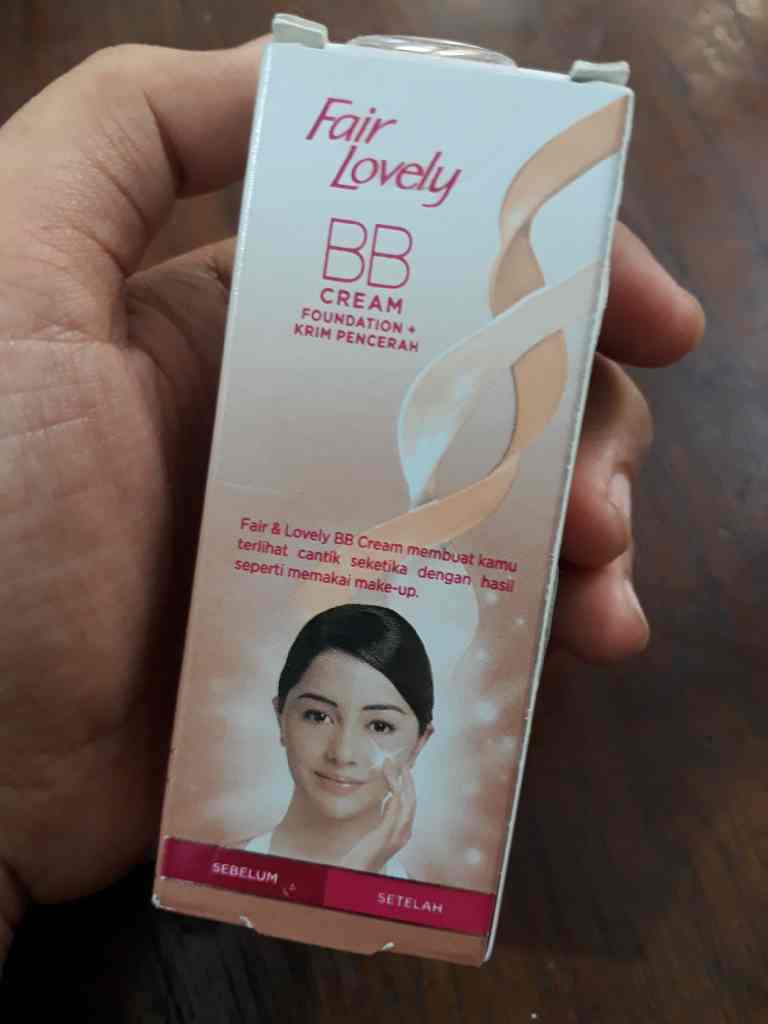 Fair
Lovely
BB
CREAM
FOUNDATION +
KRIM PENCERAH
Fair & Lovely BB Cream membuat kamu
terlihat cantik seketika dengan hasil
seperti memakai make-up.
SEBELUM
SETELAH